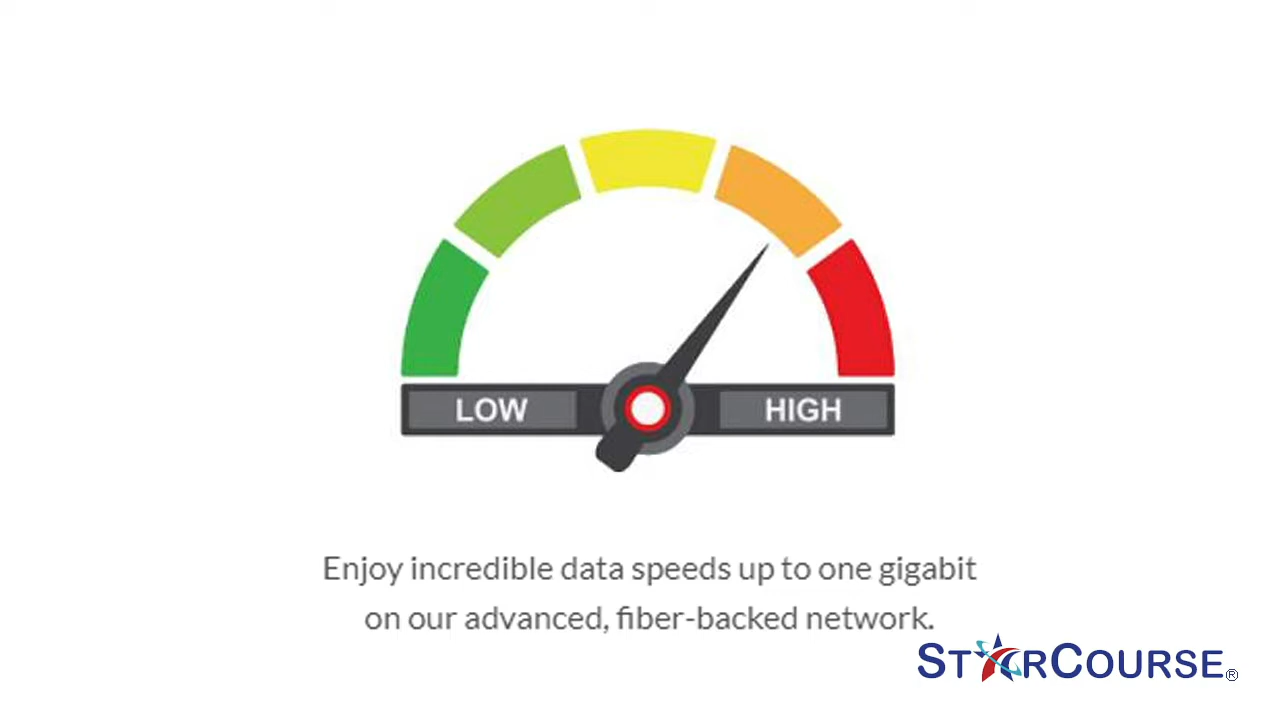 LOW HIGH
Enjoy incredible data speeds up to one gigabit
on our advanced, fiber-backed network.
STARCOURSE®